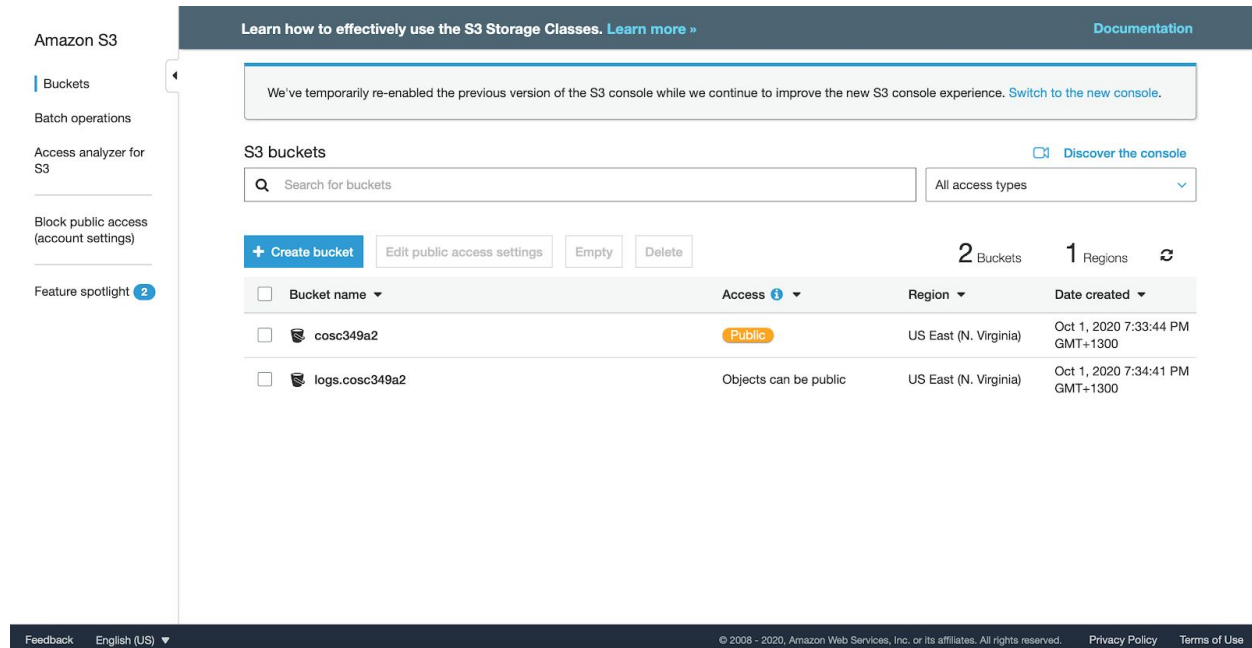 Amazon S3
Buckets
Batch operations
Access analyzer for
S3
Block public access
(account settings)
Feature spotlight 2
Learn how to effectively use the S3 Storage Classes. Learn more » Documentation
We've temporarily re-enabled the previous version of the S3 console while we continue to improve the new S3 console experience. Switch to the new console.
S3 buckets Discover the console
Search for buckets All access types
+ Create bucket Edit public access settings Empty Delete 2 Buckets 1 Regions
Bucket name Access Region Date created
cosc349a2 Public US East (N. Virginia) Oct 1, 2020 7:33:44 PM
GMT+1300
logs.cosc349a2 Objects can be public US East (N. Virginia) Oct 1, 2020 7:34:41 PM
GMT+1300
Feedback English (US) © 2008 - 2020, Amazon Web Services, Inc. or its affiliates. All rights reserved. Privacy Policy Terms of Use